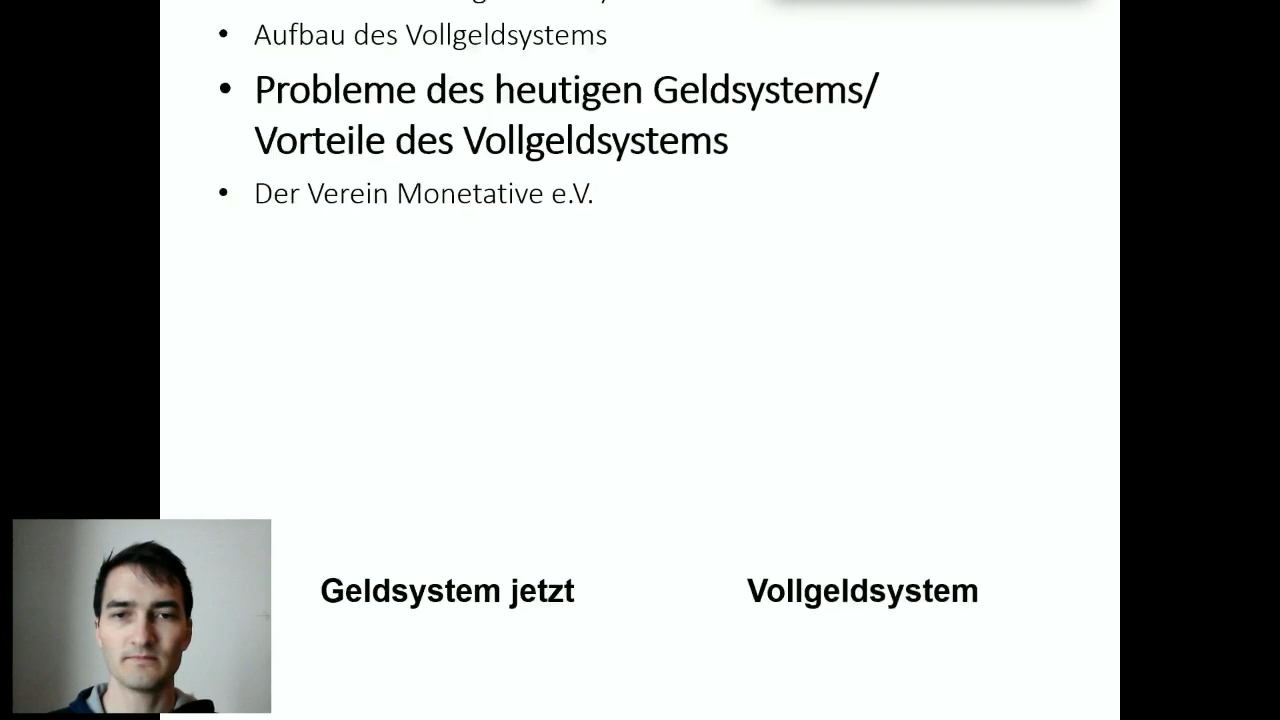 • Aufbau des Vollgeldsystems
• Probleme des heutigen Geldsystems/
Vorteile des Vollgeldsystems
• Der Verein Monetative e.V.
Geldsystem jetzt
Vollgeldsystem